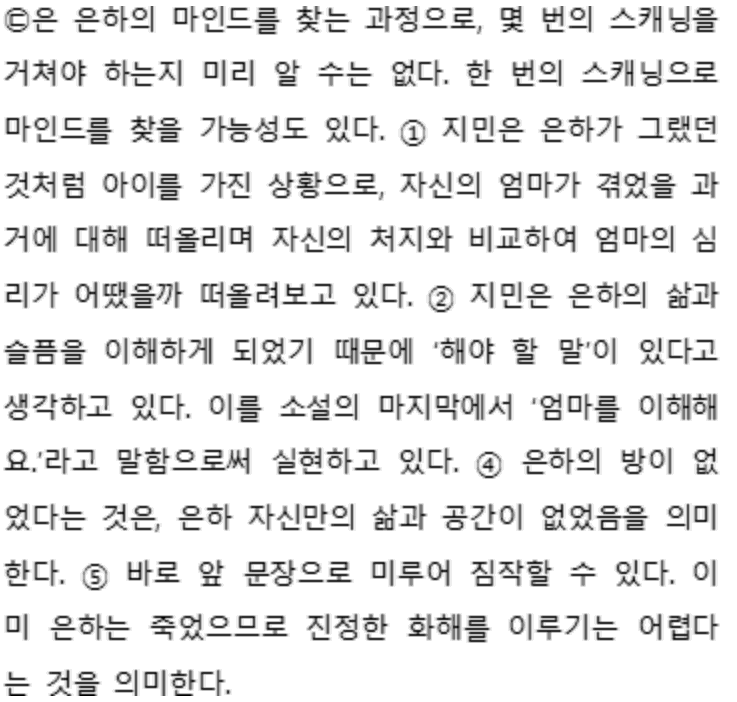 ㉢은 은하의 마인드를 찾는 과정으로, 몇 번의 스캐닝을
거쳐야 하는지 미리 알 수는 없다. 한 번의 스캐닝으로
마인드를 찾을 가능성도 있다. ① 지민은 은하가 그랬던
것처럼 아이를 가진 상황으로, 자신의 엄마가 겪었을 과
거에 대해 떠올리며 자신의 처지와 비교하여 엄마의 심
리가 어땠을까 떠올려보고 있다. ② 지민은 은하의 삶과
슬픔을 이해하게 되었기 때문에 ‘해야 할 말’이 있다고
생각하고 있다. 이를 소설의 마지막에서 ‘엄마를 이해해
요.’라고 말함으로써 실현하고 있다. ④ 은하의 방이 없
었다는 것은, 은하 자신만의 삶과 공간이 없었음을 의미
한다. ⑤ 바로 앞 문장으로 미루어 짐작할 수 있다. 이
미 은하는 죽었으므로 진정한 화해를 이루기는 어렵다
는 것을 의미한다.